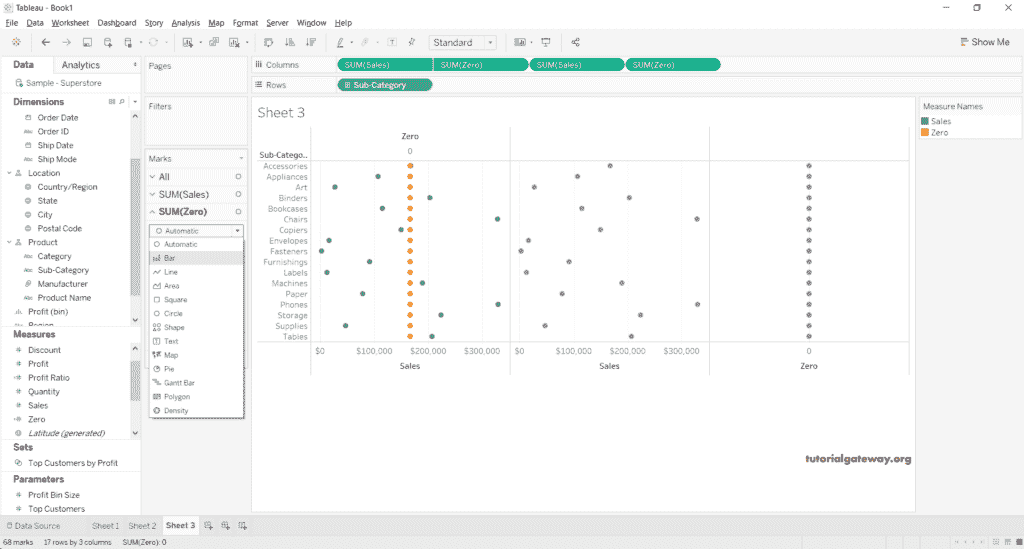 Tableau - Book1
File Data Worksheet Dashboard Story Analysis Map Format Server Window Help
Standard
Show Me
Data Analytics
Sample - Superstore
Dimensions
Order Date
Order ID
Ship Date
Ship Mode
Location
Country/Region
State
City
Postal Code
Product
Category
Sub-Category
Manufacturer
Product Name
Profit (bin)
Region
Measures
Discount
Profit
Profit Ratio
Quantity
Sales
Zero
Latitude (generated)
Sets
Top Customers by Profit
Parameters
Profit Bin Size
Top Customers
Pages
Filters
Marks
All
SUM(Sales)
SUM(Zero)
Automatic
Automatic
Bar
Line
Area
Square
Circle
Shape
Text
Map
Pie
Gantt Bar
Polygon
Density
Columns SUM(Sales) SUM(Zero) SUM(Sales) SUM(Zero)
Rows Sub-Category
Sheet 3
Zero
0
Sub-Catego..
Accessories
Appliances
Art
Binders
Bookcases
Chairs
Copiers
Envelopes
Fasteners
Furnishings
Labels
Machines
Paper
Phones
Storage
Supplies
Tables
$0 $100,000 $200,000 $300,000 $0 $100,000 $200,000 $300,000 0
Sales Sales Zero
Measure Names
Sales
Zero
tutorialgateway.org
Data Source Sheet 1 Sheet 2 Sheet 3
68 marks 17 rows by 3 columns SUM(Zero): 0